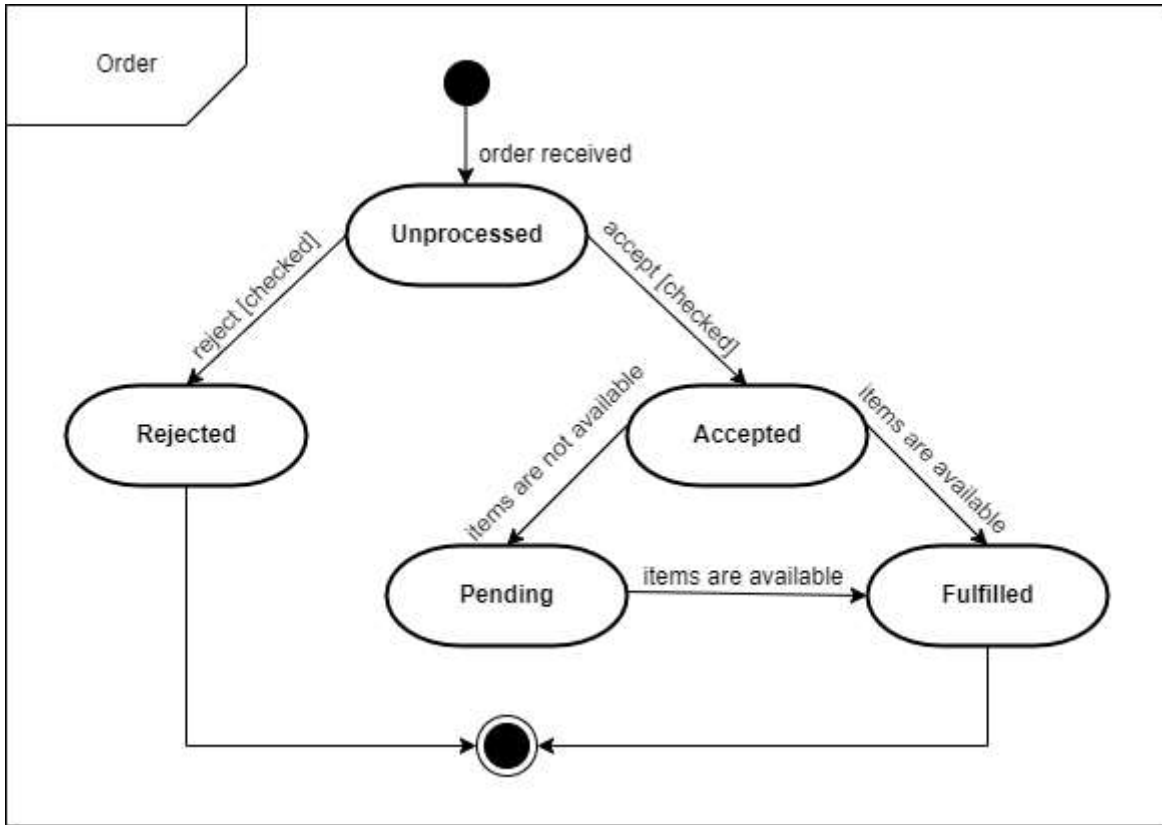 Order
order received
Unprocessed
reject [checked]
accept [checked]
Rejected
Accepted
items are not available
items are available
Pending
items are available
Fulfilled